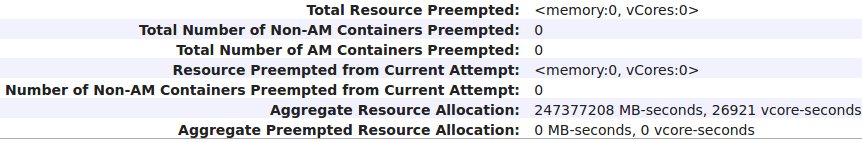 Total Resource Preempted: <memory:0, vCores:0>
Total Number of Non-AM Containers Preempted: 0
Total Number of AM Containers Preempted: 0
Resource Preempted from Current Attempt: <memory:0, vCores:0>
Number of Non-AM Containers Preempted from Current Attempt: 0
Aggregate Resource Allocation: 247377208 MB-seconds, 26921 vcore-seconds
Aggregate Preempted Resource Allocation: 0 MB-seconds, 0 vcore-seconds